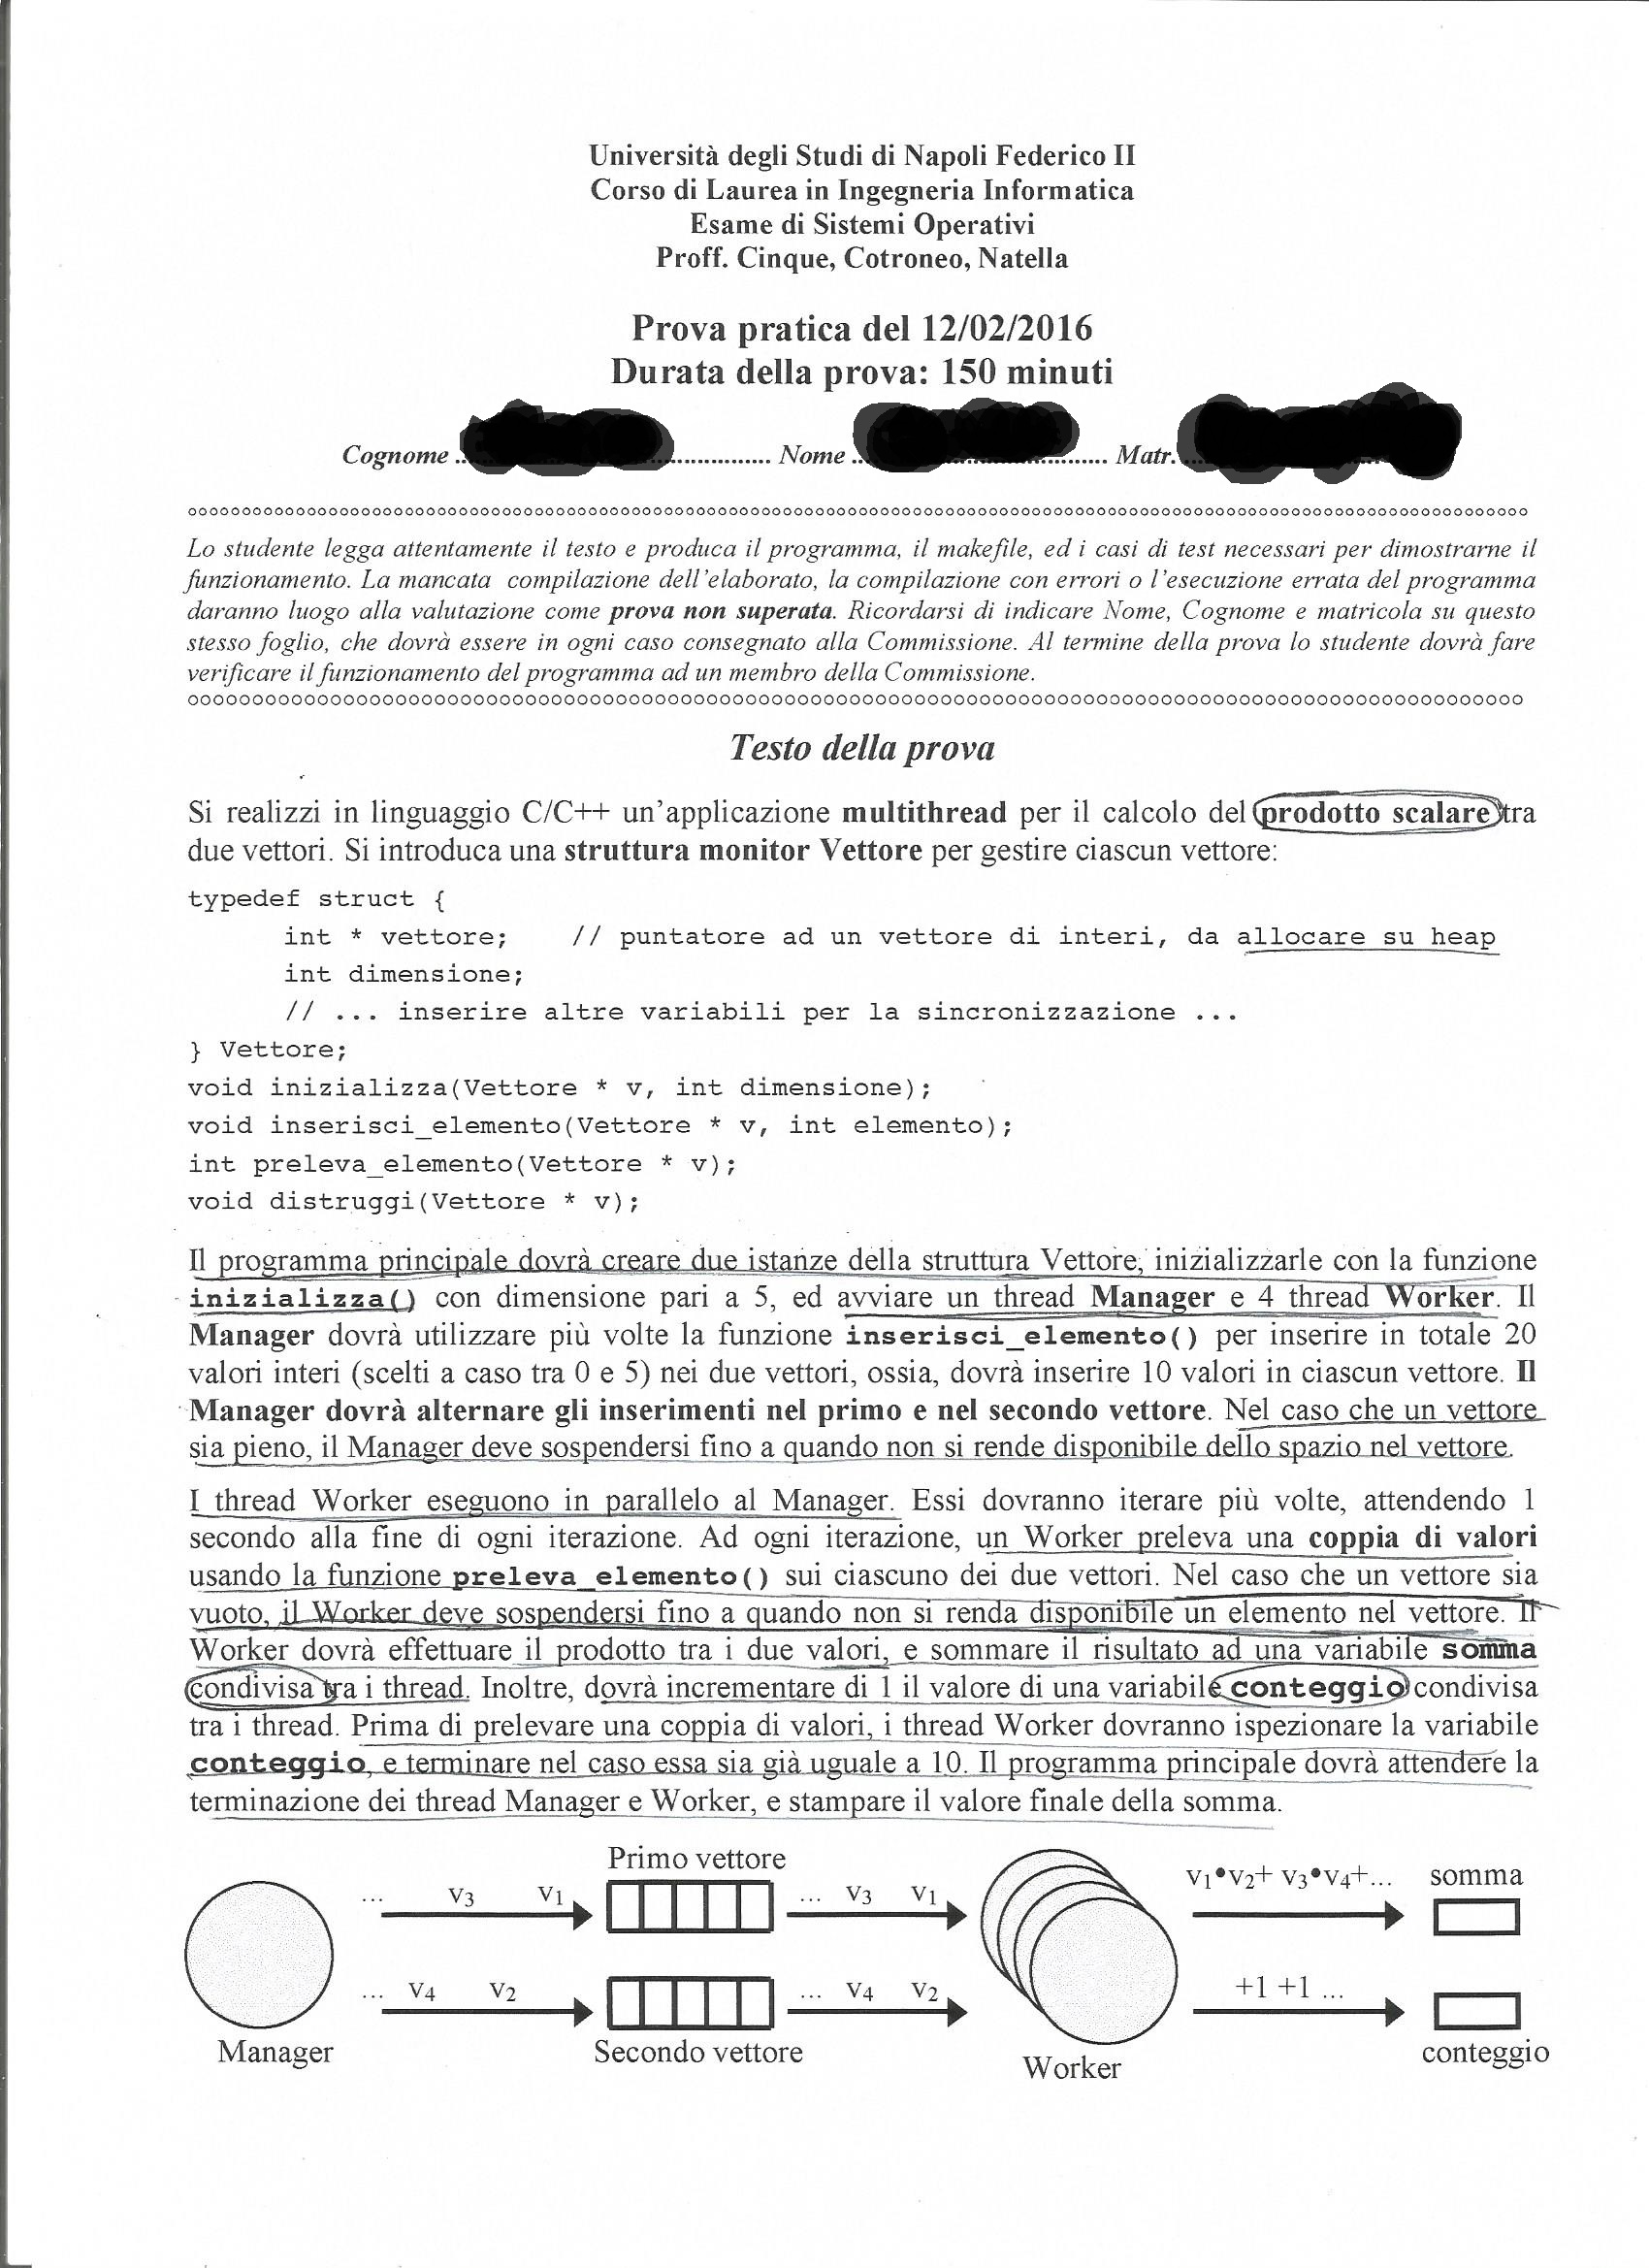 Università degli Studi di Napoli Federico II
Corso di Laurea in Ingegneria Informatica
Esame di Sistemi Operativi
Proff. Cinque, Cotroneo, Natella
Prova pratica del 12/02/2016
Durata della prova: 150 minuti
Cognome .......................... Nome .......................... Matr. ..........................
Lo studente legga attentamente il testo e produca il programma, il makefile, ed i casi di test necessari per dimostrarne il
funzionamento. La mancata compilazione dell'elaborato, la compilazione con errori o l'esecuzione errata del programma
daranno luogo alla valutazione come prova non superata. Ricordarsi di indicare Nome, Cognome e matricola su questo
stesso foglio, che dovrà essere in ogni caso consegnato alla Commissione. Al termine della prova lo studente dovrà fare
verificare il funzionamento del programma ad un membro della Commissione.
Testo della prova
Si realizzi in linguaggio C/C++ un'applicazione multithread per il calcolo del prodotto scalare tra
due vettori. Si introduca una struttura monitor Vettore per gestire ciascun vettore:
typedef struct {
int * vettore; // puntatore ad un vettore di interi, da allocare su heap
int dimensione;
// ... inserire altre variabili per la sincronizzazione ...
} Vettore;
void inizializza(Vettore * v, int dimensione);
void inserisci_elemento(Vettore * v, int elemento);
int preleva_elemento(Vettore * v);
void distruggi(Vettore * v);
Il programma principale dovrà creare due istanze della struttura Vettore, inizializzarle con la funzione
inizializza() con dimensione pari a 5, ed avviare un thread Manager e 4 thread Worker. Il
Manager dovrà utilizzare più volte la funzione inserisci_elemento() per inserire in totale 20
valori interi (scelti a caso tra 0 e 5) nei due vettori, ossia, dovrà inserire 10 valori in ciascun vettore. Il
Manager dovrà alternare gli inserimenti nel primo e nel secondo vettore. Nel caso che un vettore
sia pieno, il Manager deve sospendersi fino a quando non si rende disponibile dello spazio nel vettore.
I thread Worker eseguono in parallelo al Manager. Essi dovranno iterare più volte, attendendo 1
secondo alla fine di ogni iterazione. Ad ogni iterazione, un Worker preleva una coppia di valori
usando la funzione preleva_elemento() sui ciascuno dei due vettori. Nel caso che un vettore sia
vuoto, il Worker deve sospendersi fino a quando non si renda disponibile un elemento nel vettore. Il
Worker dovrà effettuare il prodotto tra i due valori, e sommare il risultato ad una variabile somma
condivisa tra i thread. Inoltre, dovrà incrementare di 1 il valore di una variabile conteggio condivisa
tra i thread. Prima di prelevare una coppia di valori, i thread Worker dovranno ispezionare la variabile
conteggio, e terminare nel caso essa sia già uguale a 10. Il programma principale dovrà attendere la
terminazione dei thread Manager e Worker, e stampare il valore finale della somma.
Primo vettore
... v3 v1 ... v3 v1 v1•v2+ v3•v4+... somma
... v4 v2 ... v4 v2 +1 +1 ...
Manager Secondo vettore Worker conteggio